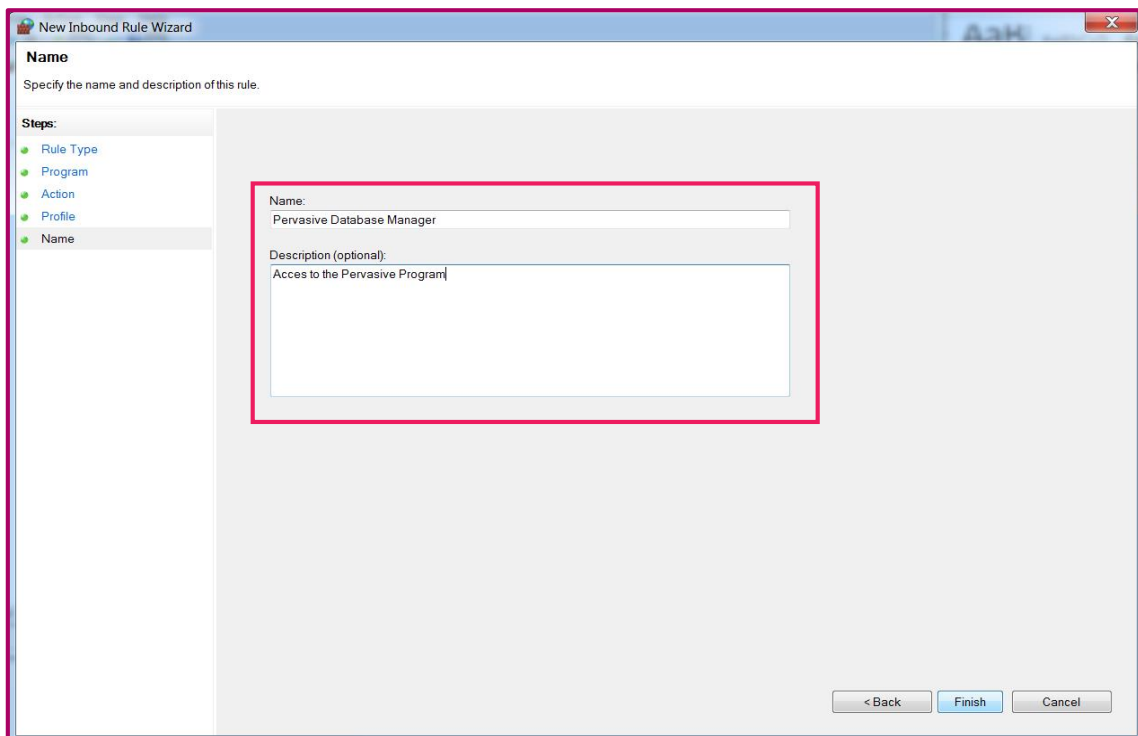 New Inbound Rule Wizard
Name
Specify the name and description of this rule.
Steps:
Rule Type
Program
Action
Profile
Name
Name:
Pervasive Database Manager
Description (optional):
Acces to the Pervasive Program
< Back
Finish
Cancel